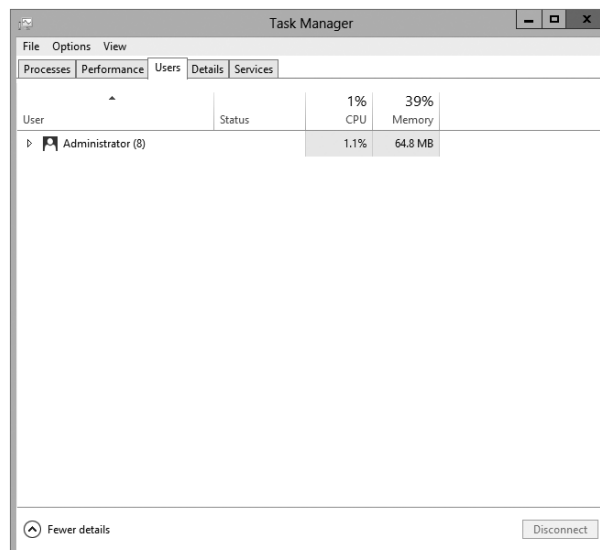 Task Manager
File Options View
Processes Performance Users Details Services
1% 39%
User Status CPU Memory
Administrator (8) 1.1% 64.8 MB
Fewer details Disconnect